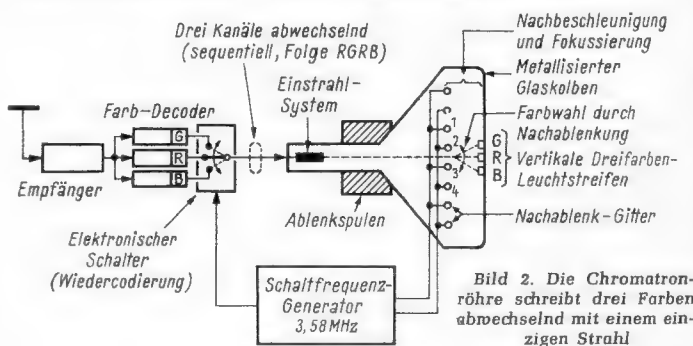 Drei Kanäle abwechselnd
(sequentiell, Folge RGRB)
Nachbeschleunigung
und Fokussierung
Metallisierter
Glaskolben
Einstrahl-
System
Farb-Decoder
Farbwahl durch
Nachablenkung
G
R
B
1
2
3
4
G
R
B
Vertikale Dreifarben-
Leuchtstreifen
Empfänger
Ablenkspulen
Nachablenk-Gitter
Elektronischer
Schalter
(Wiedercodierung)
Schaltfrequenz-
Generator
3,58MHz
Bild 2. Die Chromatron-
röhre schreibt drei Farben
abwechselnd mit einem ein-
zigen Strahl